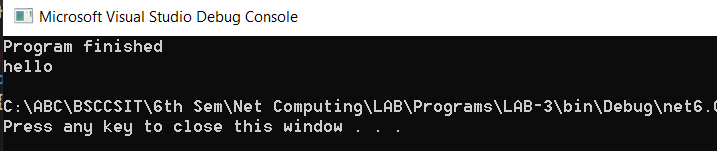 Microsoft Visual Studio Debug Console
Program finished
hello
C:\ABC\BSCCSIT\6th Sem\Net Computing\LAB\Programs\LAB-3\bin\Debug\net6.
Press any key to close this window . . .